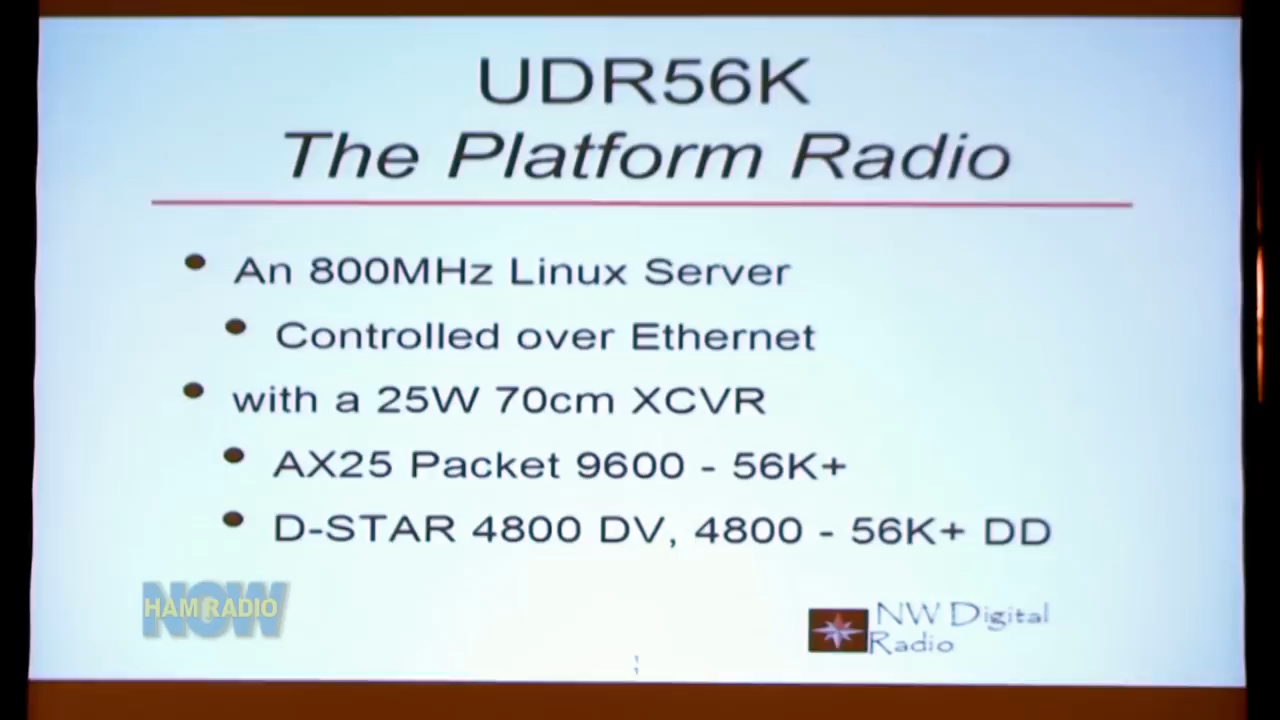 UDR56K
The Platform Radio
An 800MHz Linux Server
Controlled over Ethernet
with a 25W 70cm XCVR
AX25 Packet 9600 - 56K+
D-STAR 4800 DV, 4800 - 56K+ DD
NOW
HAM RADIO
NW Digital
Radio